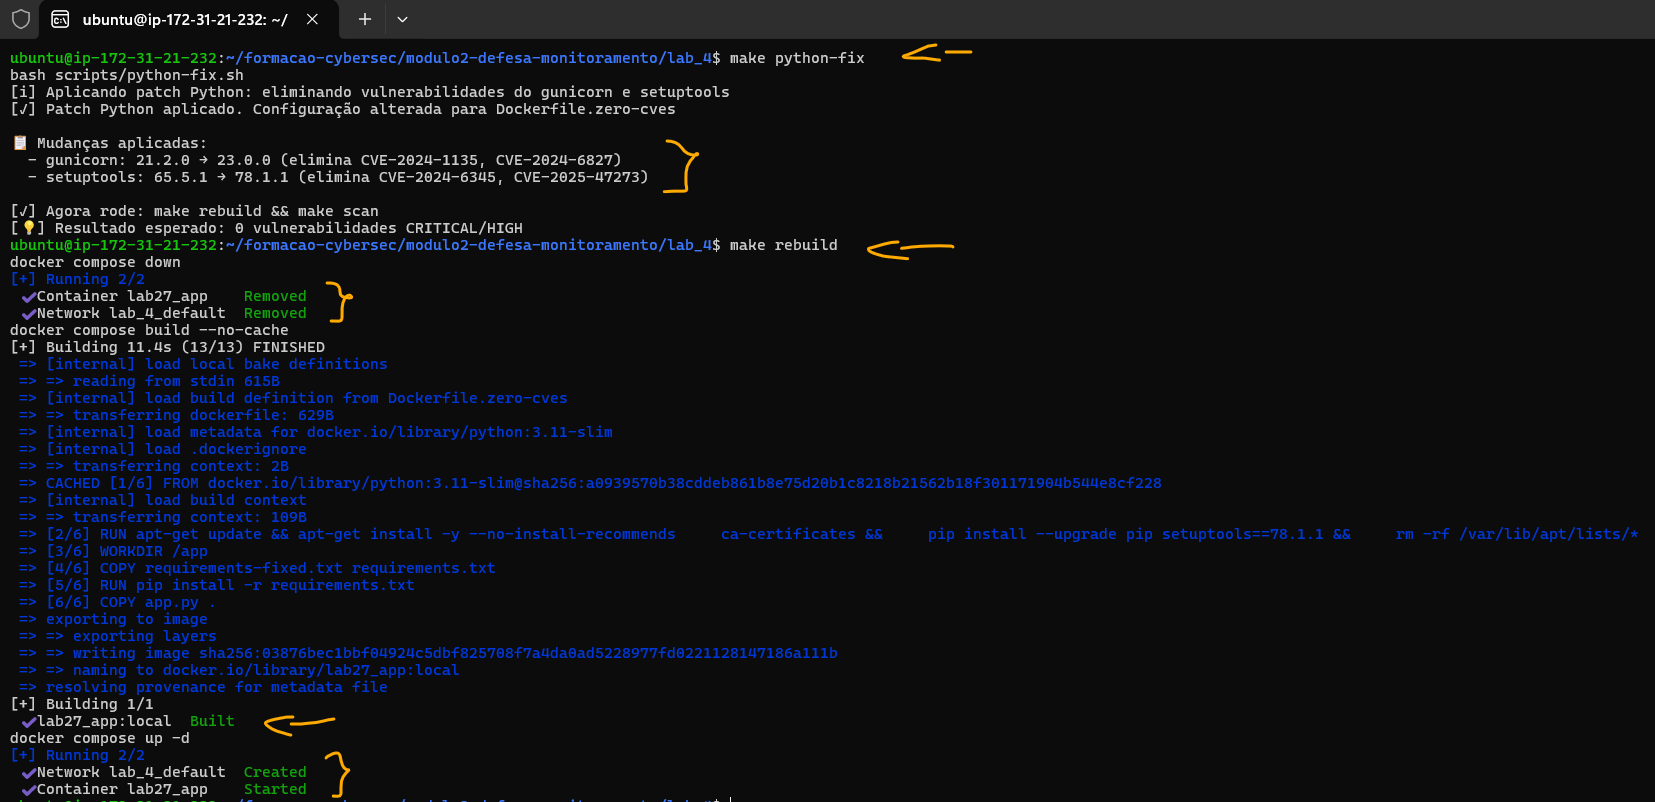 ubuntu@ip-172-31-21-232: ~/
ubuntu@ip-172-31-21-232:~/formacao-cybersec/modulo2-defesa-monitoramento/lab_4$ make python-fix
bash scripts/python-fix.sh
[i] Aplicando patch Python: eliminando vulnerabilidades do gunicorn e setuptools
[√] Patch Python aplicado. Configuração alterada para Dockerfile.zero-cves
📋 Mudanças aplicadas:
- gunicorn: 21.2.0 → 23.0.0 (elimina CVE-2024-1135, CVE-2024-6827)
- setuptools: 65.5.1 → 78.1.1 (elimina CVE-2024-6345, CVE-2025-47273)
[√] Agora rode: make rebuild && make scan
[💡] Resultado esperado: 0 vulnerabilidades CRITICAL/HIGH
ubuntu@ip-172-31-21-232:~/formacao-cybersec/modulo2-defesa-monitoramento/lab_4$ make rebuild
docker compose down
[+] Running 2/2
✔Container lab27_app Removed
✔Network lab_4_default Removed
docker compose build --no-cache
[+] Building 11.4s (13/13) FINISHED
=> [internal] load local bake definitions
=> => reading from stdin 615B
=> [internal] load build definition from Dockerfile.zero-cves
=> => transferring dockerfile: 629B
=> [internal] load metadata for docker.io/library/python:3.11-slim
=> [internal] load .dockerignore
=> => transferring context: 2B
=> CACHED [1/6] FROM docker.io/library/python:3.11-slim@sha256:a0939570b38cddeb861b8e75d20b1c8218b21562b18f301171904b544e8cf228
=> [internal] load build context
=> => transferring context: 109B
=> [2/6] RUN apt-get update && apt-get install -y --no-install-recommends ca-certificates && pip install --upgrade pip setuptools==78.1.1 && rm -rf /var/lib/apt/lists/*
=> [3/6] WORKDIR /app
=> [4/6] COPY requirements-fixed.txt requirements.txt
=> [5/6] RUN pip install -r requirements.txt
=> [6/6] COPY app.py .
=> exporting to image
=> => exporting layers
=> => writing image sha256:03876bec1bbf04924c5dbf825708f7a4da0ad5228977fd0221128147186a111b
=> => naming to docker.io/library/lab27_app:local
=> resolving provenance for metadata file
[+] Building 1/1
✔lab27_app:local Built
docker compose up -d
[+] Running 2/2
✔Network lab_4_default Created
✔Container lab27_app Started
ubuntu@ip-172-31-21-232:~/formacao-cybersec/modulo2-defesa-monitoramento/lab_4$